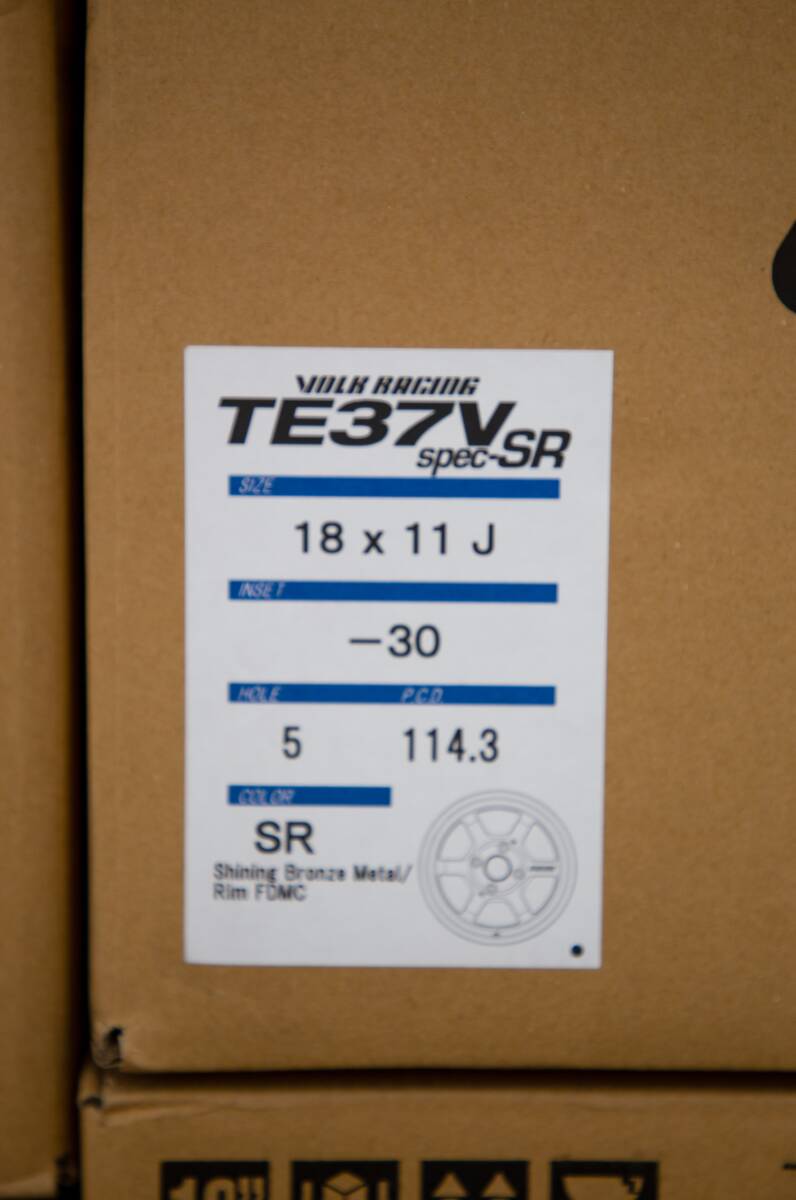 VOLK RACING
TE37V
spec-SR
SIZE
18 x 11 J
INSET
−30
HOLE P.C.D.
5 114.3
COLOR
SR
Shining Bronze Metal/
Rim FDMC